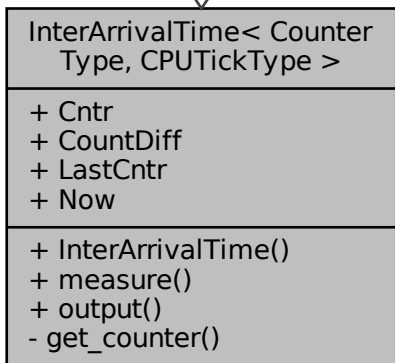 InterArrivalTime< Counter
Type, CPUTickType >
+ Cntr
+ CountDiff
+ LastCntr
+ Now
+ InterArrivalTime()
+ measure()
+ output()
- get_counter()